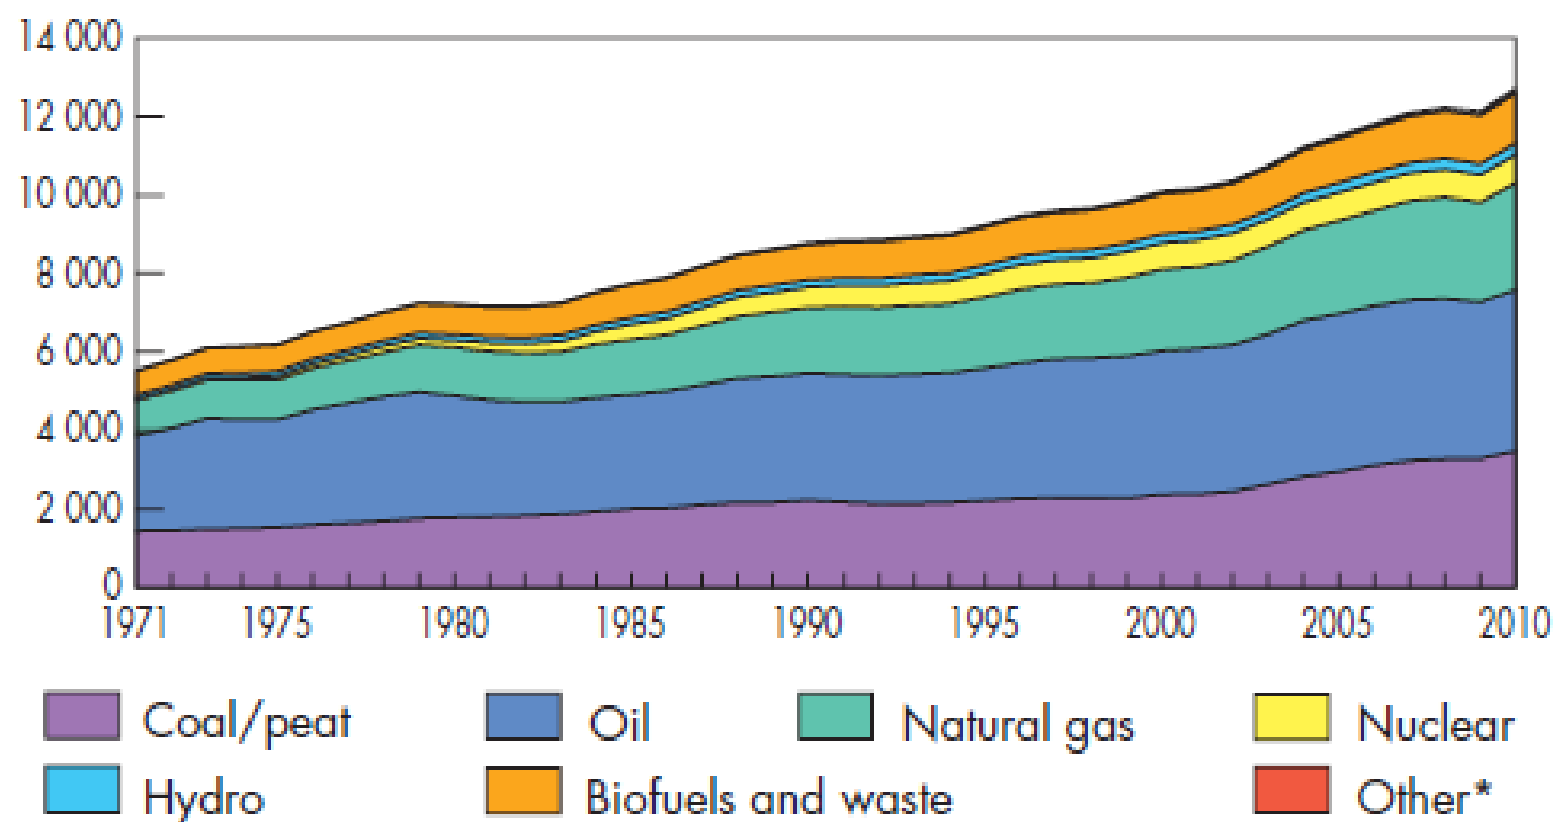 14 000
12 000
10 000
8 000
6 000
4 000
2 000
0
1971 1975 1980 1985 1990 1995 2000 2005 2010
Coal/peat Oil Natural gas Nuclear
Hydro Biofuels and waste Other*